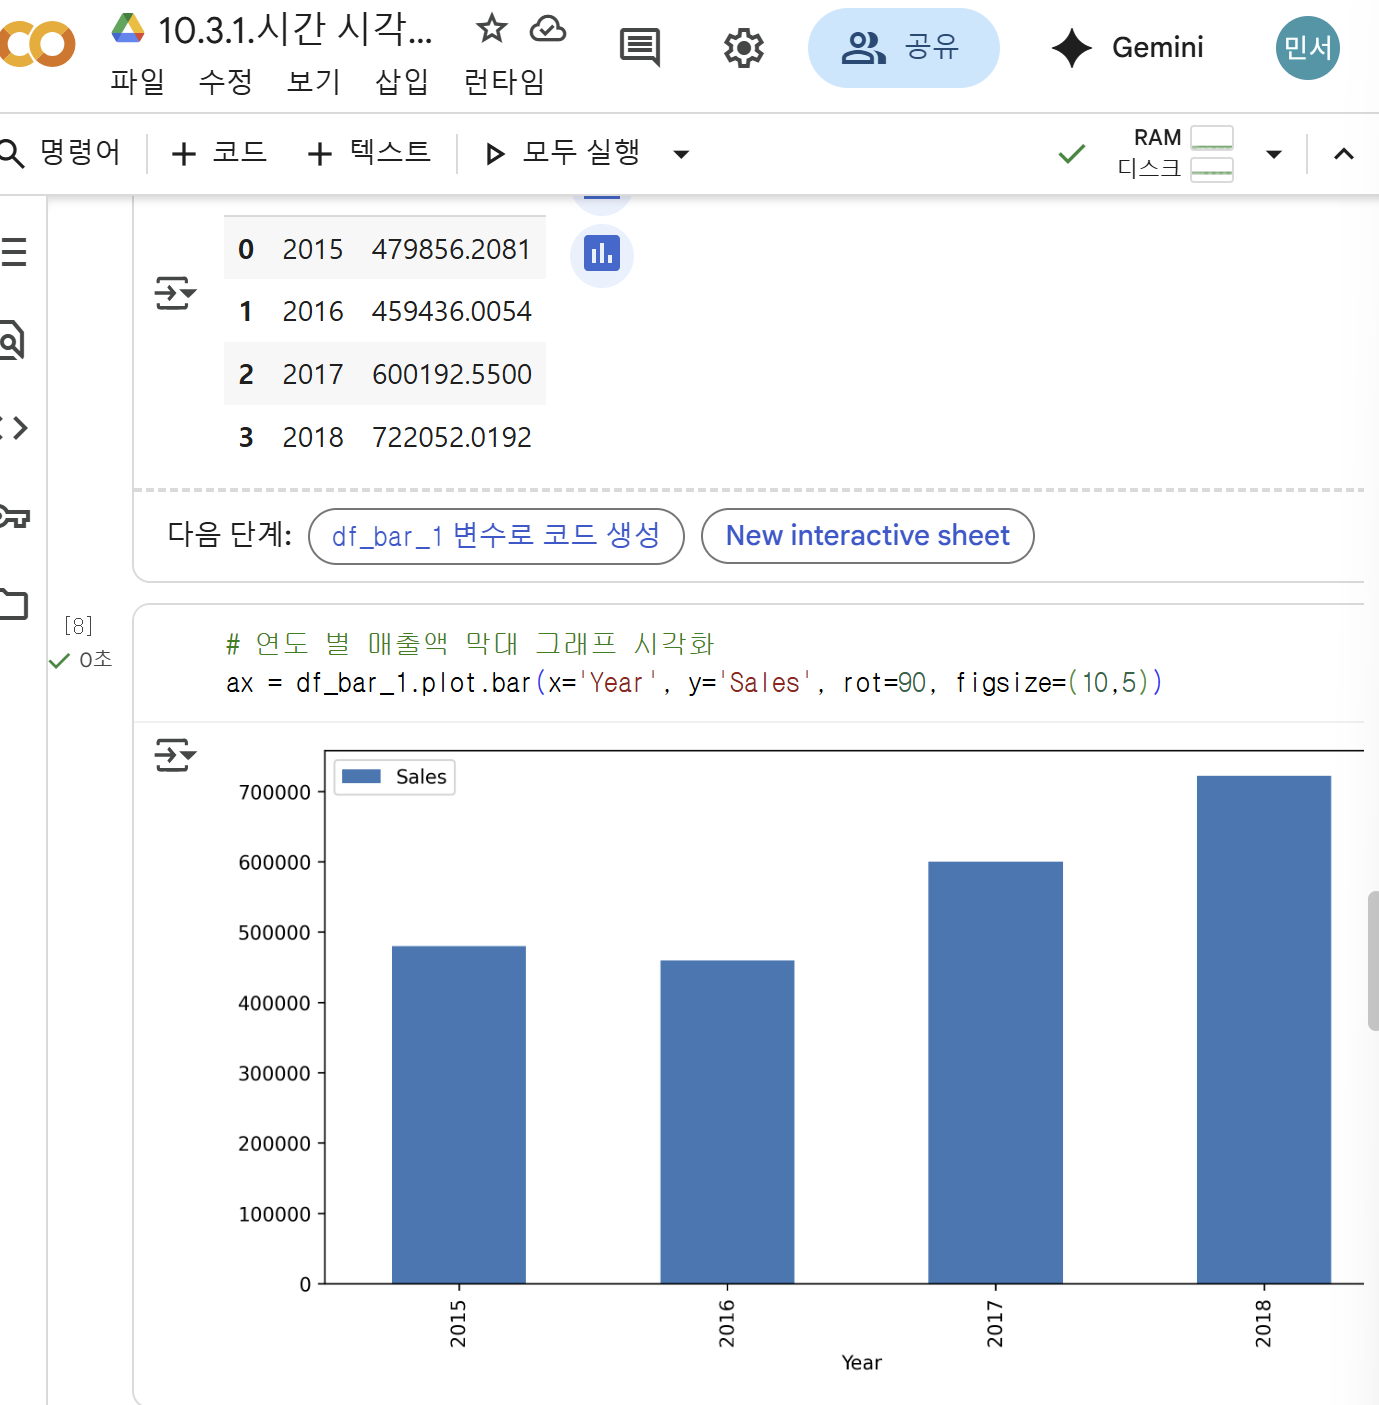 10.3.1.시간 시각...
공유
Gemini
민서
파일 수정 보기 삽입 런타임
명령어 + 코드 + 텍스트 모두 실행
RAM
디스크
0 2015 479856.2081
1 2016 459436.0054
2 2017 600192.5500
3 2018 722052.0192
다음 단계: df_bar_1 변수로 코드 생성 New interactive sheet
[8]
0초
# 연도 별 매출액 막대 그래프 시각화
ax = df_bar_1.plot.bar(x='Year', y='Sales', rot=90, figsize=(10,5))
Sales
700000
600000
500000
400000
300000
200000
100000
0
2015 2016 2017 2018
Year